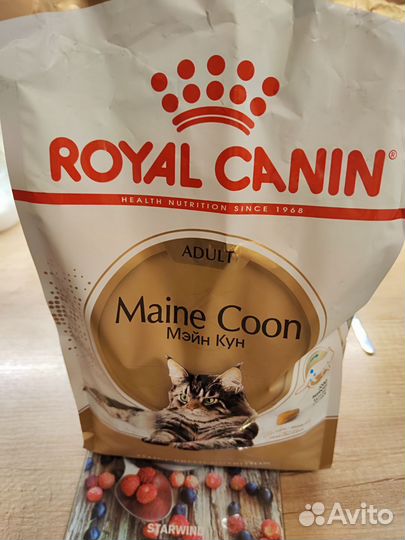 ROYAL CANIN®
HEALTH NUTRITION SINCE 1968
ADULT
Maine Coon
Мэйн Кун
STARWIND
Avito